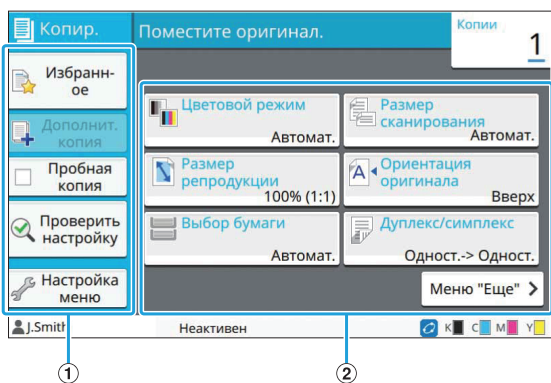 Копир.
Поместите оригинал.
Копии
1
Избранн-
ое
Дополнит.
копия
Пробная
копия
Проверить
настройку
Настройка
меню
Цветовой режим
Автомат.
Размер
сканирования
Автомат.
Размер
репродукции
100% (1:1)
Ориентация
оригинала
Вверх
Выбор бумаги
Автомат.
Дуплекс/симплекс
Одност.-> Одност.
Меню "Еще"
J.Smith
Неактивен
K C M Y
1
2